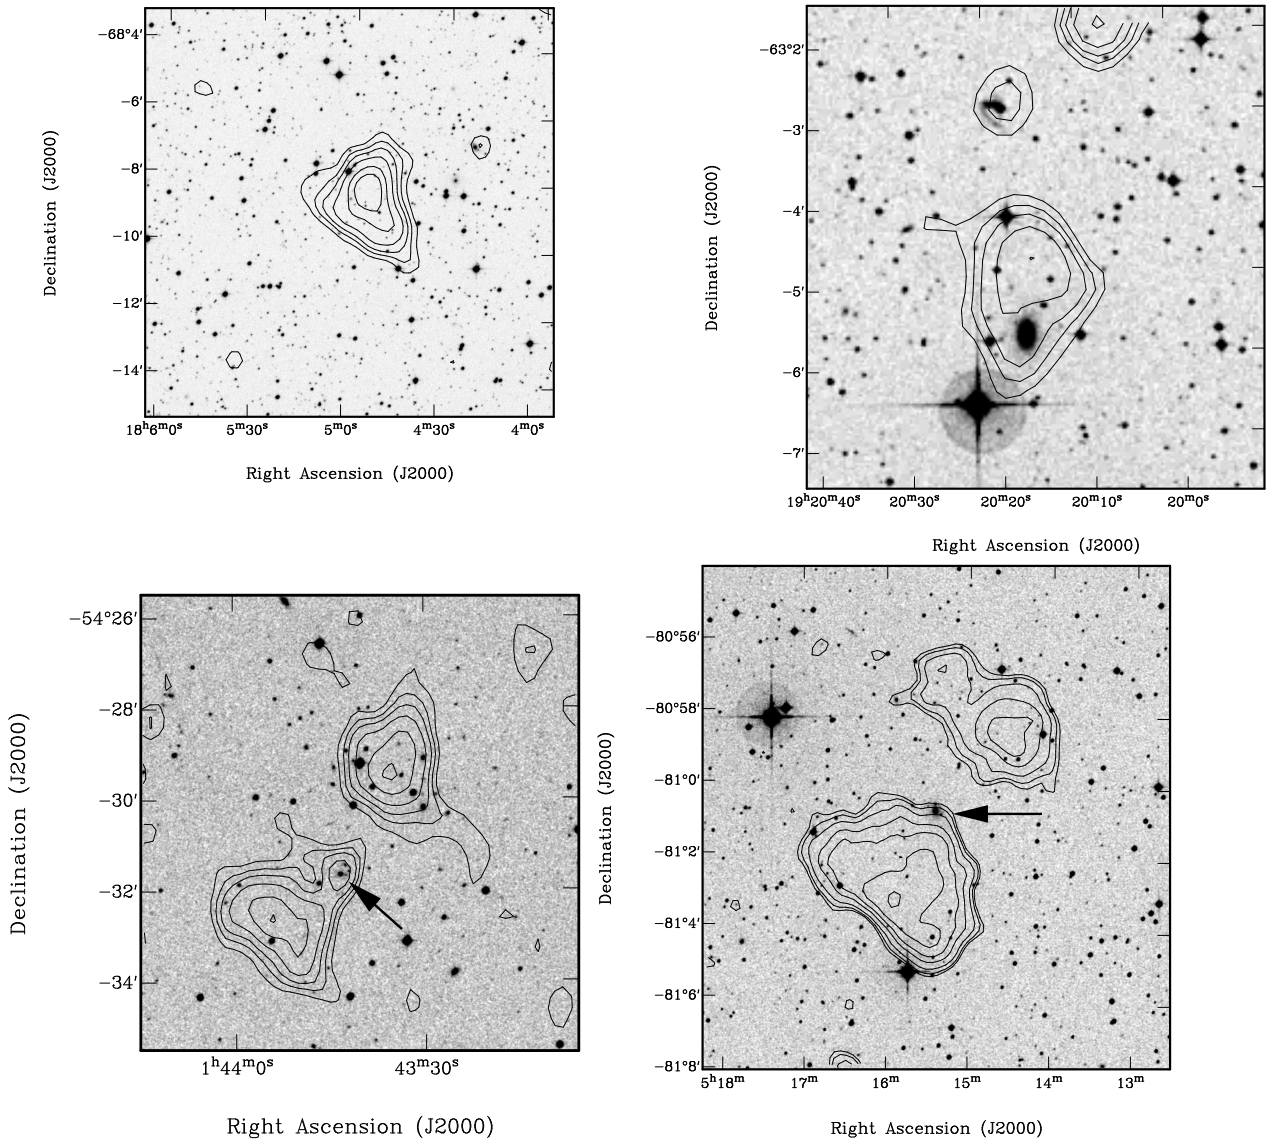 −68°4′
−6′
−8′
−10′
−12′
−14′
18ʰ6ᵐ0ˢ 5ᵐ30ˢ 5ᵐ0ˢ 4ᵐ30ˢ 4ᵐ0ˢ
Right Ascension (J2000)
Declination (J2000)
−63°2′
−3′
−4′
−5′
−6′
−7′
19ʰ20ᵐ40ˢ 20ᵐ30ˢ 20ᵐ20ˢ 20ᵐ10ˢ 20ᵐ0ˢ
Right Ascension (J2000)
Declination (J2000)
−54°26′
−28′
−30′
−32′
−34′
1ʰ44ᵐ0ˢ 43ᵐ30ˢ
Right Ascension (J2000)
Declination (J2000)
−80°56′
−80°58′
−81°0′
−81°2′
−81°4′
−81°6′
−81°8′
5ʰ18ᵐ 17ᵐ 16ᵐ 15ᵐ 14ᵐ 13ᵐ
Right Ascension (J2000)
Declination (J2000)